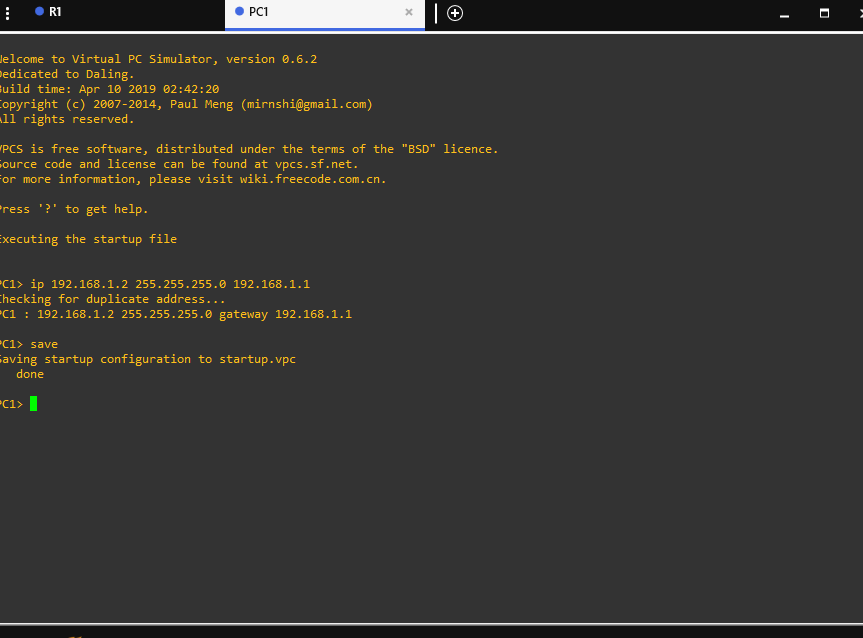 R1
PC1
elcome to Virtual PC Simulator, version 0.6.2
Dedicated to Daling.
Build time: Apr 10 2019 02:42:20
Copyright (c) 2007-2014, Paul Meng (mirnshi@gmail.com)
All rights reserved.
VPCS is free software, distributed under the terms of the "BSD" licence.
Source code and license can be found at vpcs.sf.net.
For more information, please visit wiki.freecode.com.cn.
Press '?' to get help.
Executing the startup file
PC1> ip 192.168.1.2 255.255.255.0 192.168.1.1
Checking for duplicate address...
PC1 : 192.168.1.2 255.255.255.0 gateway 192.168.1.1
PC1> save
Saving startup configuration to startup.vpc
done
PC1>